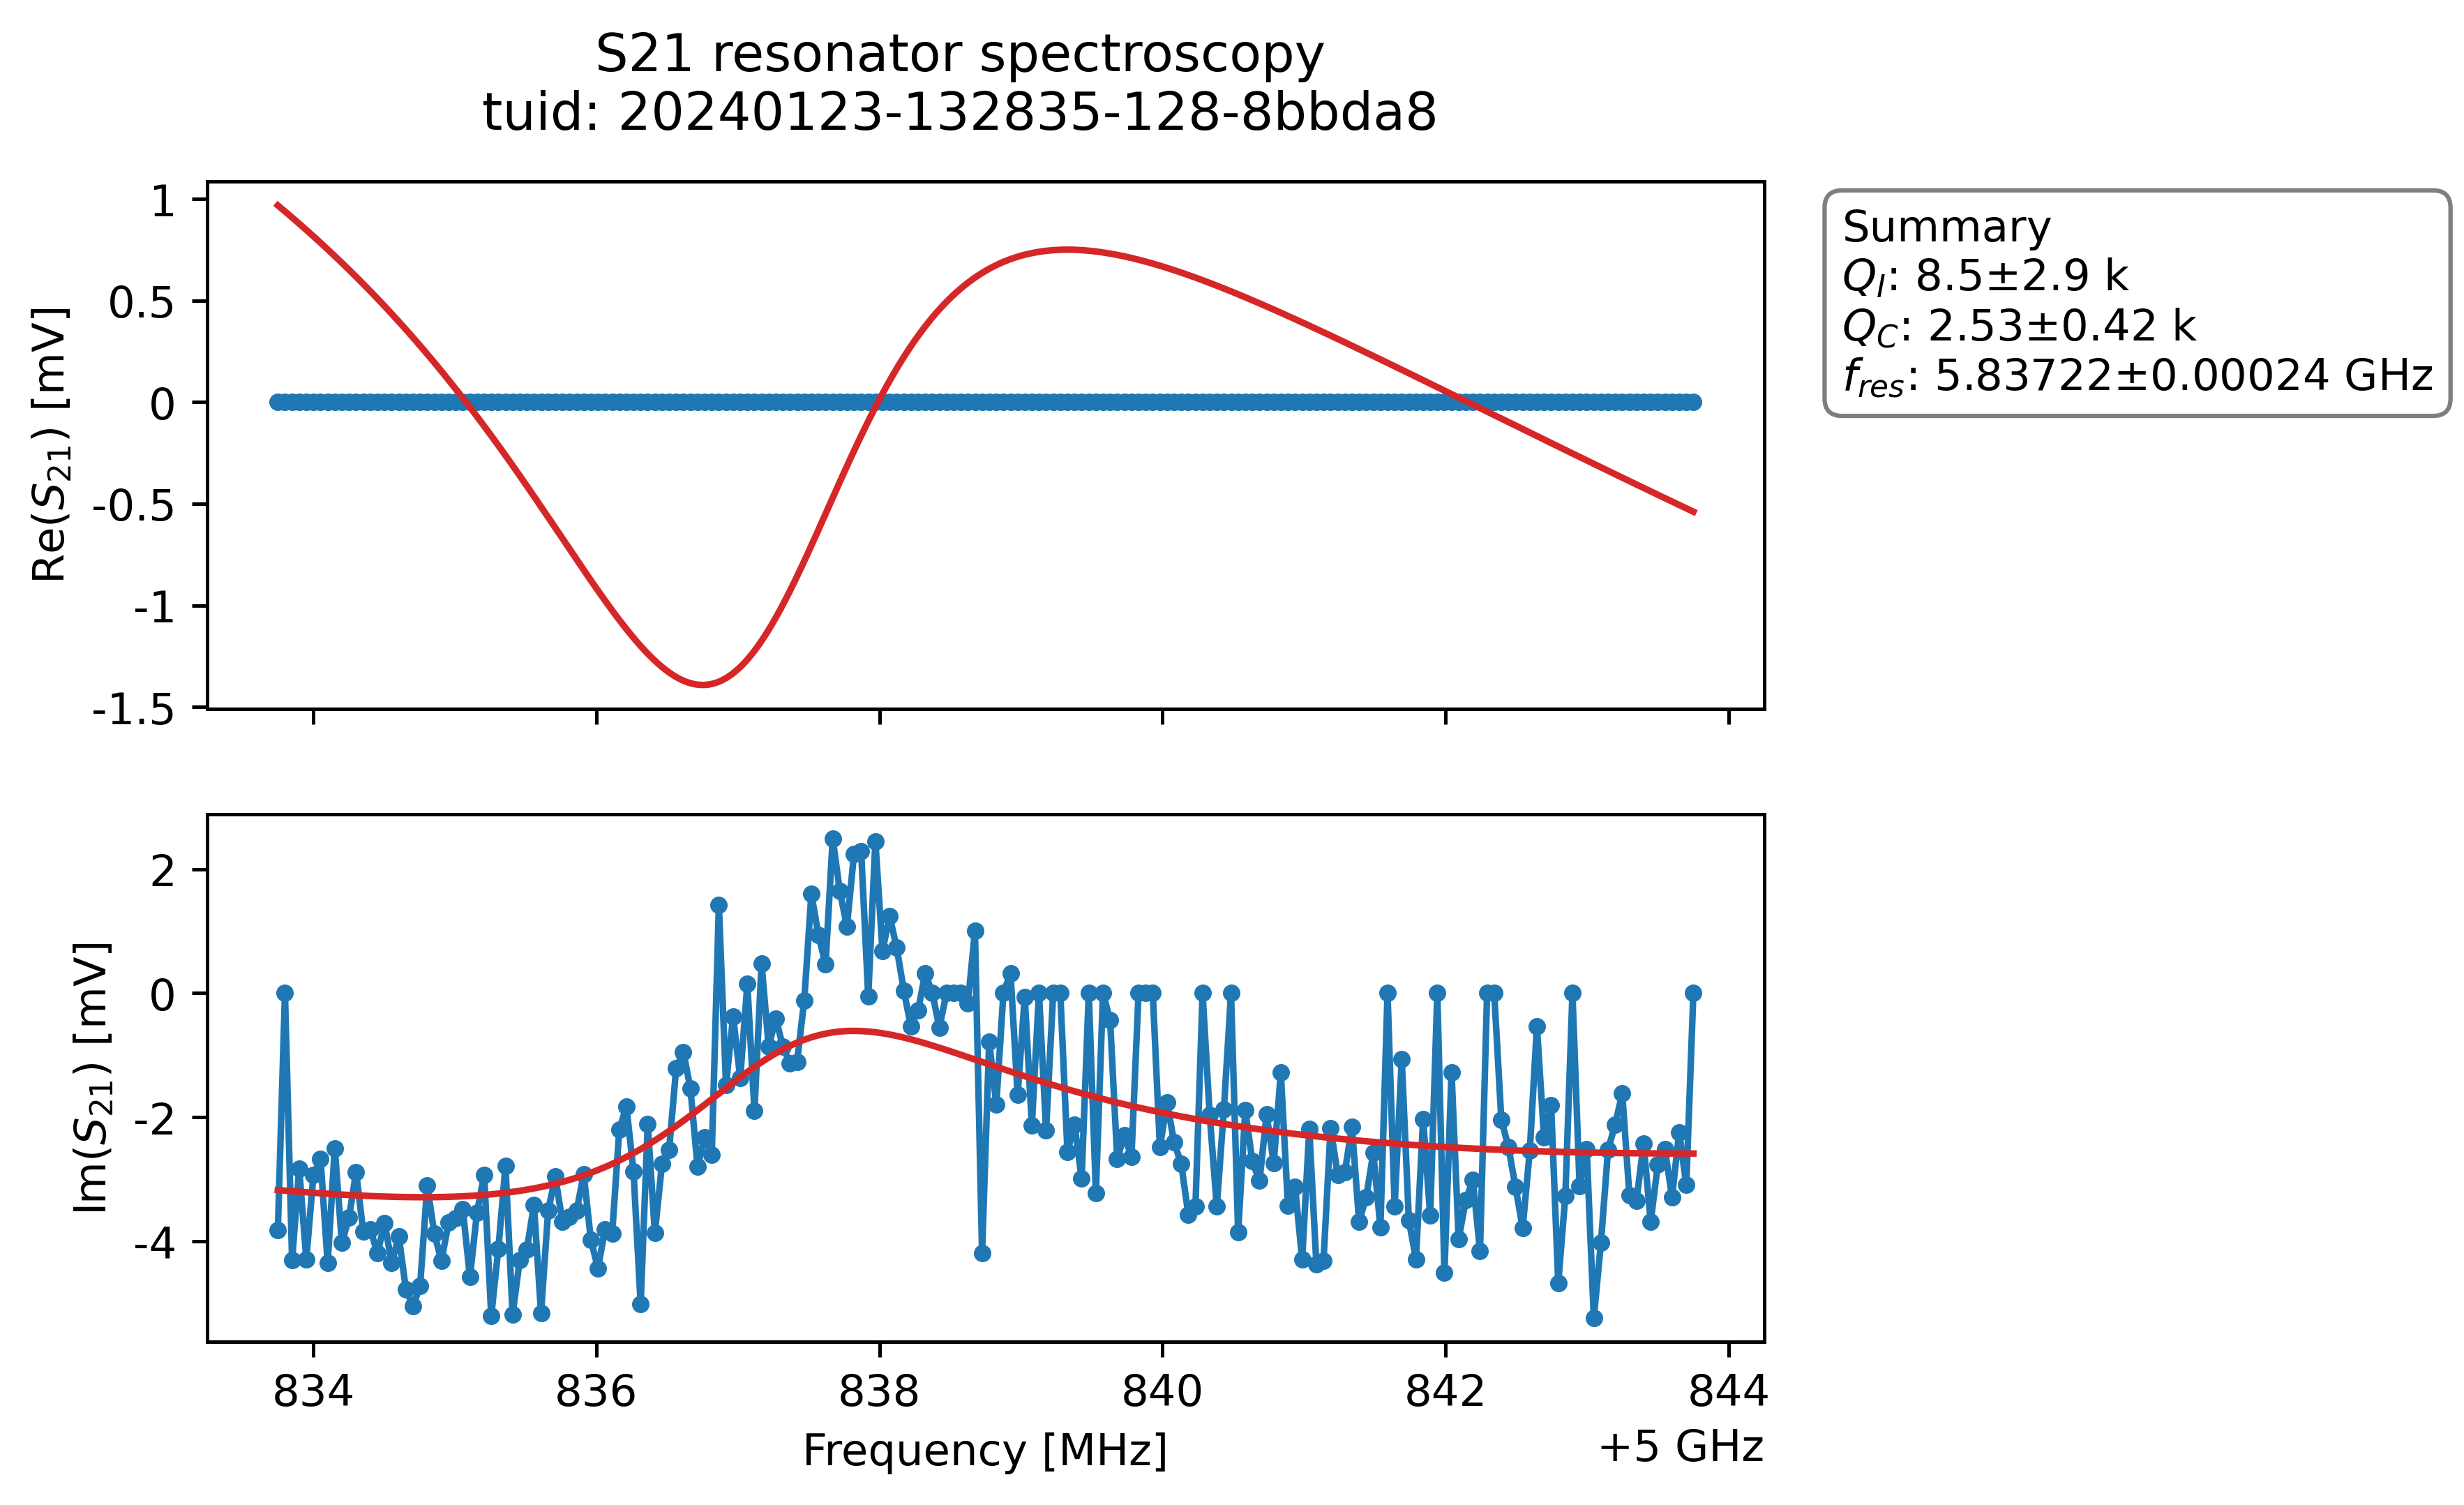 S21 resonator spectroscopy
tuid: 20240123-132835-128-8bbda8
1
0.5
0
-0.5
-1
-1.5
Re(S21) [mV]
Summary
QI: 8.5±2.9 k
QC: 2.53±0.42 k
fres: 5.83722±0.00024 GHz
2
0
-2
-4
Im(S21) [mV]
834 836 838 840 842 844
Frequency [MHz]
+5 GHz